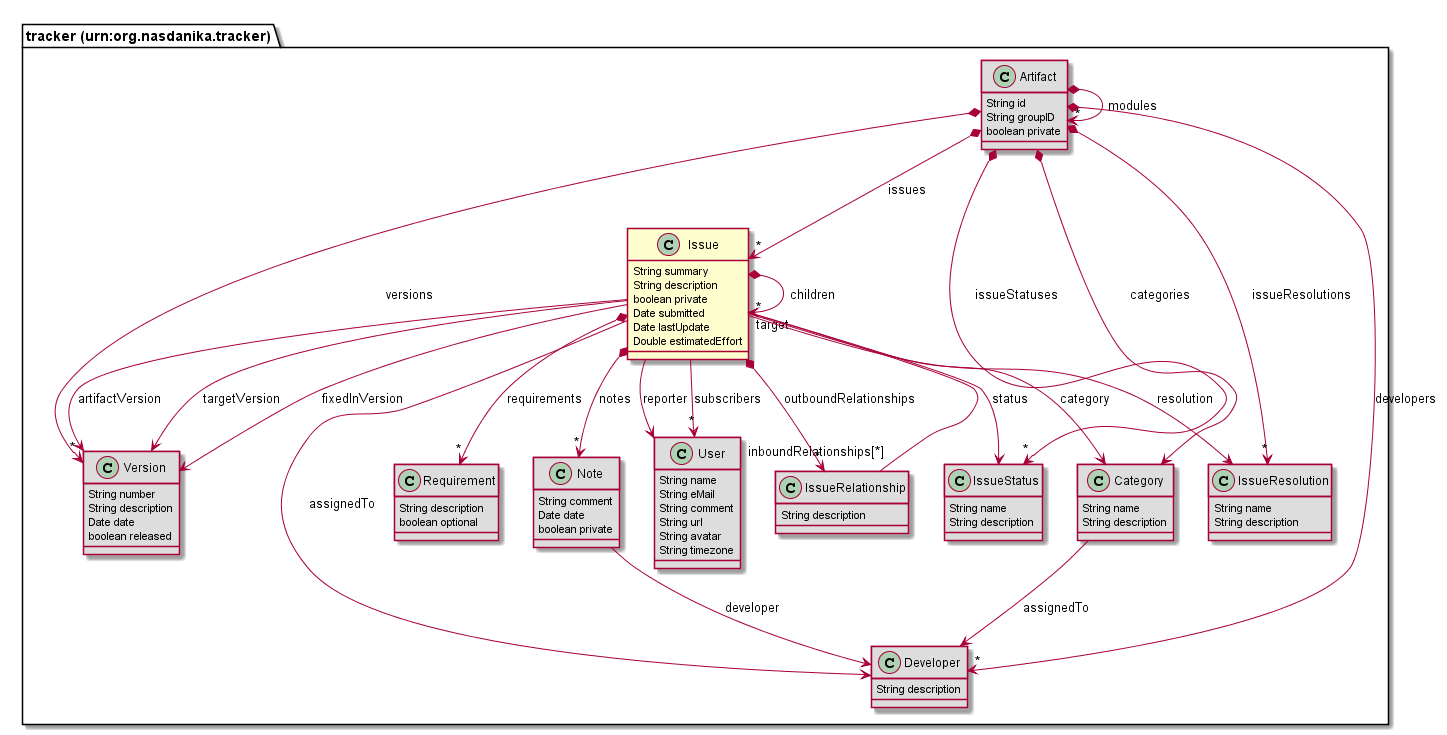 tracker (urn:org.nasdanika.tracker)
C Artifact
String id
String groupID
boolean private
*
modules
issues
*
C Issue
String summary
String description
boolean private
Date submitted
Date lastUpdate
Double estimatedEffort
children
*
target
versions
issueStatuses
categories
issueResolutions
artifactVersion
targetVersion
fixedInVersion
requirements
notes
reporter
subscribers
outboundRelationships
status
category
resolution
developers
*
*
*
*
inboundRelationships[*]
*
*
*
*
C Version
String number
String description
Date date
boolean released
C Requirement
String description
boolean optional
C Note
String comment
Date date
boolean private
C User
String name
String eMail
String comment
String url
String avatar
String timezone
C IssueRelationship
String description
C IssueStatus
String name
String description
C Category
String name
String description
C IssueResolution
String name
String description
assignedTo
developer
assignedTo
*
C Developer
String description